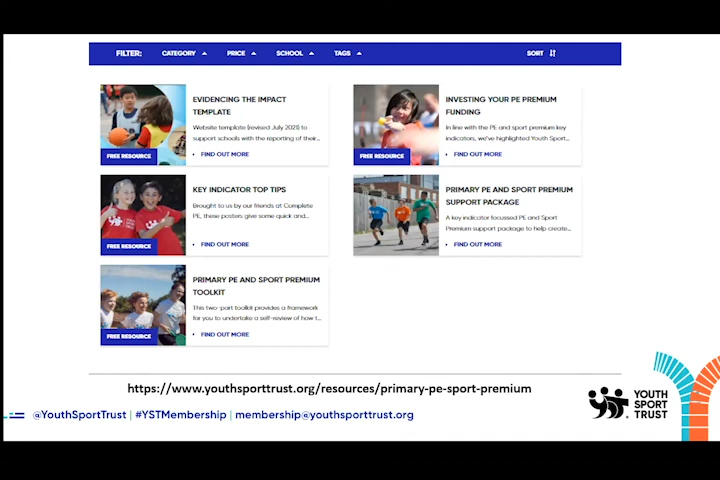 FILTER: CATEGORY PRICE SCHOOL TAGS SORT
EVIDENCING THE IMPACT
TEMPLATE
Website template (revised July 2021) to
support schools with the reporting of their...
FREE RESOURCE
FIND OUT MORE
INVESTING YOUR PE PREMIUM
FUNDING
In line with the PE and sport premium key
indicators, we've highlighted Youth Sport...
FREE RESOURCE
FIND OUT MORE
KEY INDICATOR TOP TIPS
Brought to us by our friends at Complete
PE, these posters give some quick and...
FREE RESOURCE
FIND OUT MORE
PRIMARY PE AND SPORT PREMIUM
SUPPORT PACKAGE
A key indicator focussed PE and Sport
Premium support package to help create...
FIND OUT MORE
PRIMARY PE AND SPORT PREMIUM
TOOLKIT
This two-part toolkit provides a framework
for you to undertake a self-review of how t...
FREE RESOURCE
FIND OUT MORE
https://www.youthsporttrust.org/resources/primary-pe-sport-premium
@YouthSportTrust | #YSTMembership | membership@youthsporttrust.org
YOUTH
SPORT
TRUST